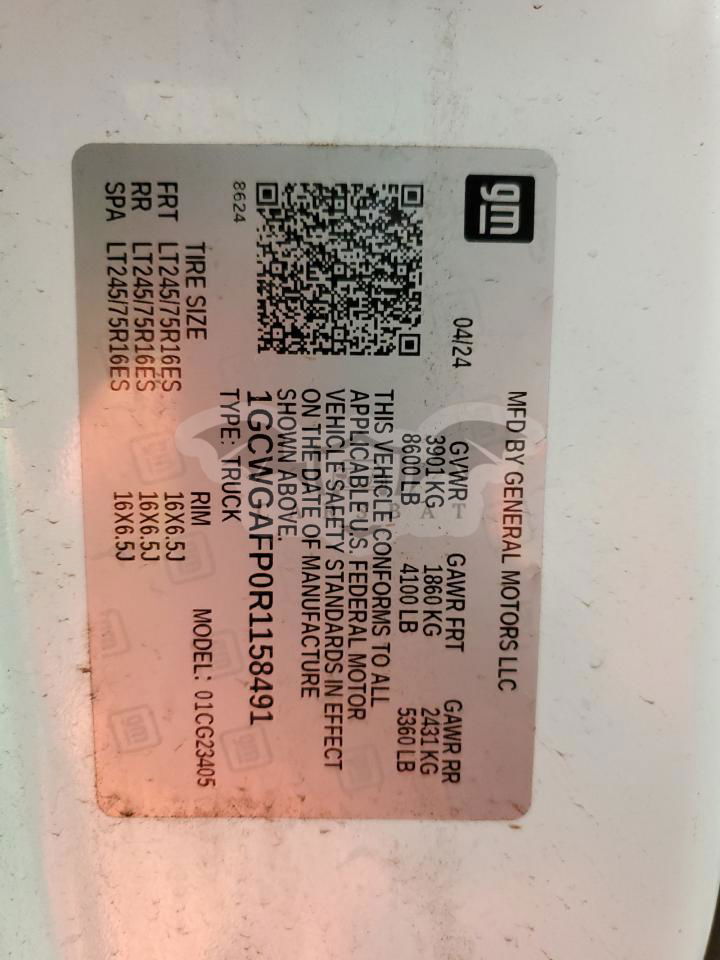 gm
MFD BY GENERAL MOTORS LLC
04/24 GVWR GAWR FRT GAWR RR
3901 KG 1860 KG 2431 KG
8600 LB 4100 LB 5360 LB
THIS VEHICLE CONFORMS TO ALL
APPLICABLE U.S. FEDERAL MOTOR
VEHICLE SAFETY STANDARDS IN EFFECT
ON THE DATE OF MANUFACTURE
SHOWN ABOVE.
1GCWGAFP0R1158491
TYPE: TRUCK
8624
TIRE SIZE RIM MODEL: 01CG23405
FRT LT245/75R16ES 16X6.5J
RR LT245/75R16ES 16X6.5J
SPA LT245/75R16ES 16X6.5J